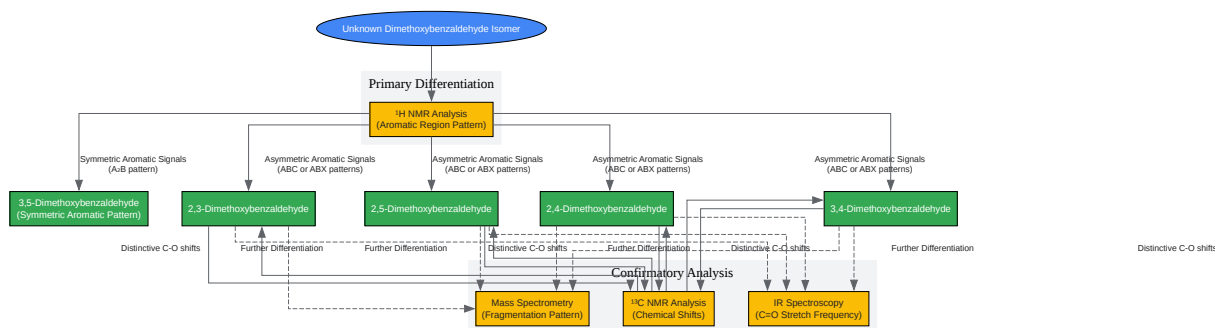 Unknown Dimethoxybenzaldehyde Isomer
Primary Differentiation
¹H NMR Analysis
(Aromatic Region Pattern)
Symmetric Aromatic Signals
(A₂B pattern)
Asymmetric Aromatic Signals
(ABC or ABX patterns)
Asymmetric Aromatic Signals
(ABC or ABX patterns)
Asymmetric Aromatic Signals
(ABC or ABX patterns)
Asymmetric Aromatic Signals
(ABC or ABX patterns)
3,5-Dimethoxybenzaldehyde
(Symmetric Aromatic Pattern)
2,3-Dimethoxybenzaldehyde
2,5-Dimethoxybenzaldehyde
2,4-Dimethoxybenzaldehyde
3,4-Dimethoxybenzaldehyde
Distinctive C-O shifts
Further Differentiation
Further Differentiation
Distinctive C-O shifts
Further Differentiation
Distinctive C-O shifts
Further Differentiation
Distinctive C-O shifts
Confirmatory Analysis
Mass Spectrometry
(Fragmentation Pattern)
¹³C NMR Analysis
(Chemical Shifts)
IR Spectroscopy
(C=O Stretch Frequency)